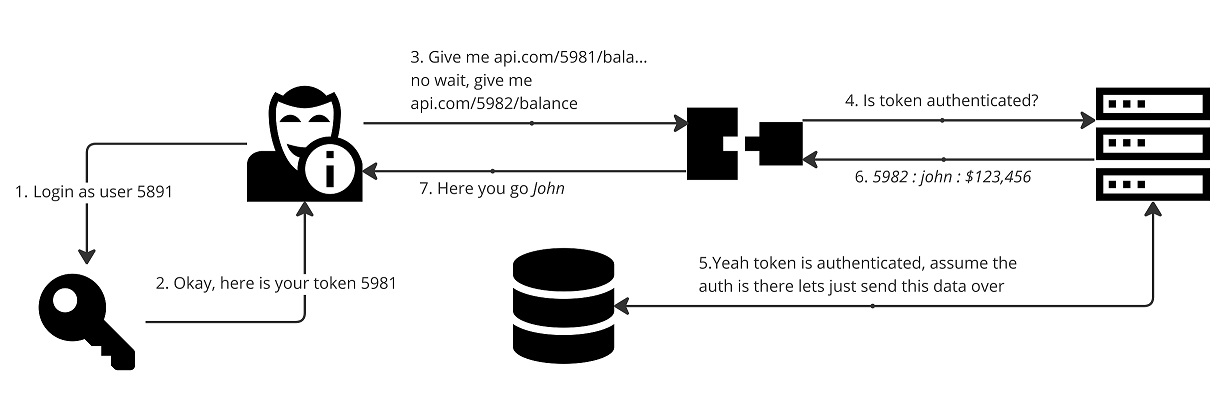 3. Give me api.com/5981/bala...
no wait, give me
api.com/5982/balance
4. Is token authenticated?
1. Login as user 5891
7. Here you go John
6. 5982 : john : $123,456
2. Okay, here is your token 5981
5.Yeah token is authenticated, assume the
auth is there lets just send this data over
i